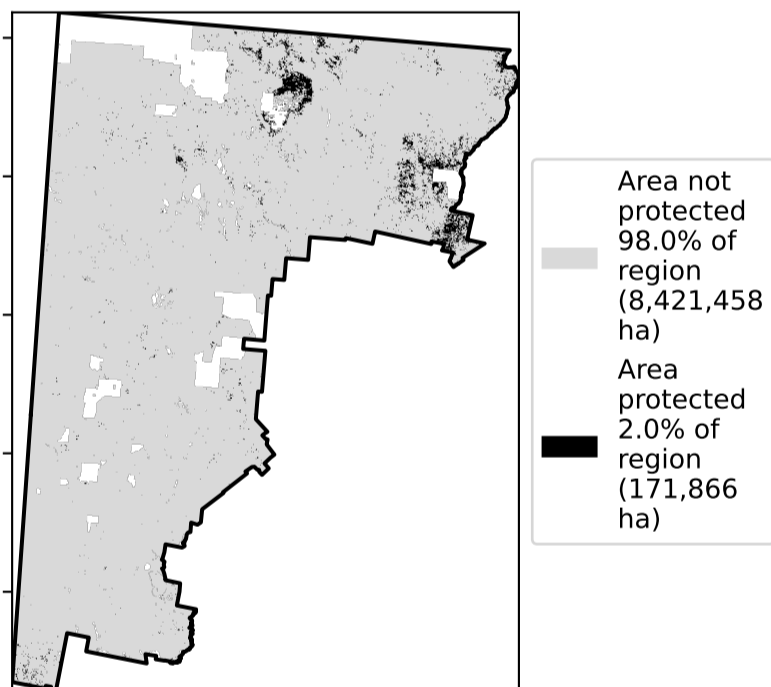 Area not
protected
98.0% of
region
(8,421,458
ha)
Area
protected
2.0% of
region
(171,866
ha)